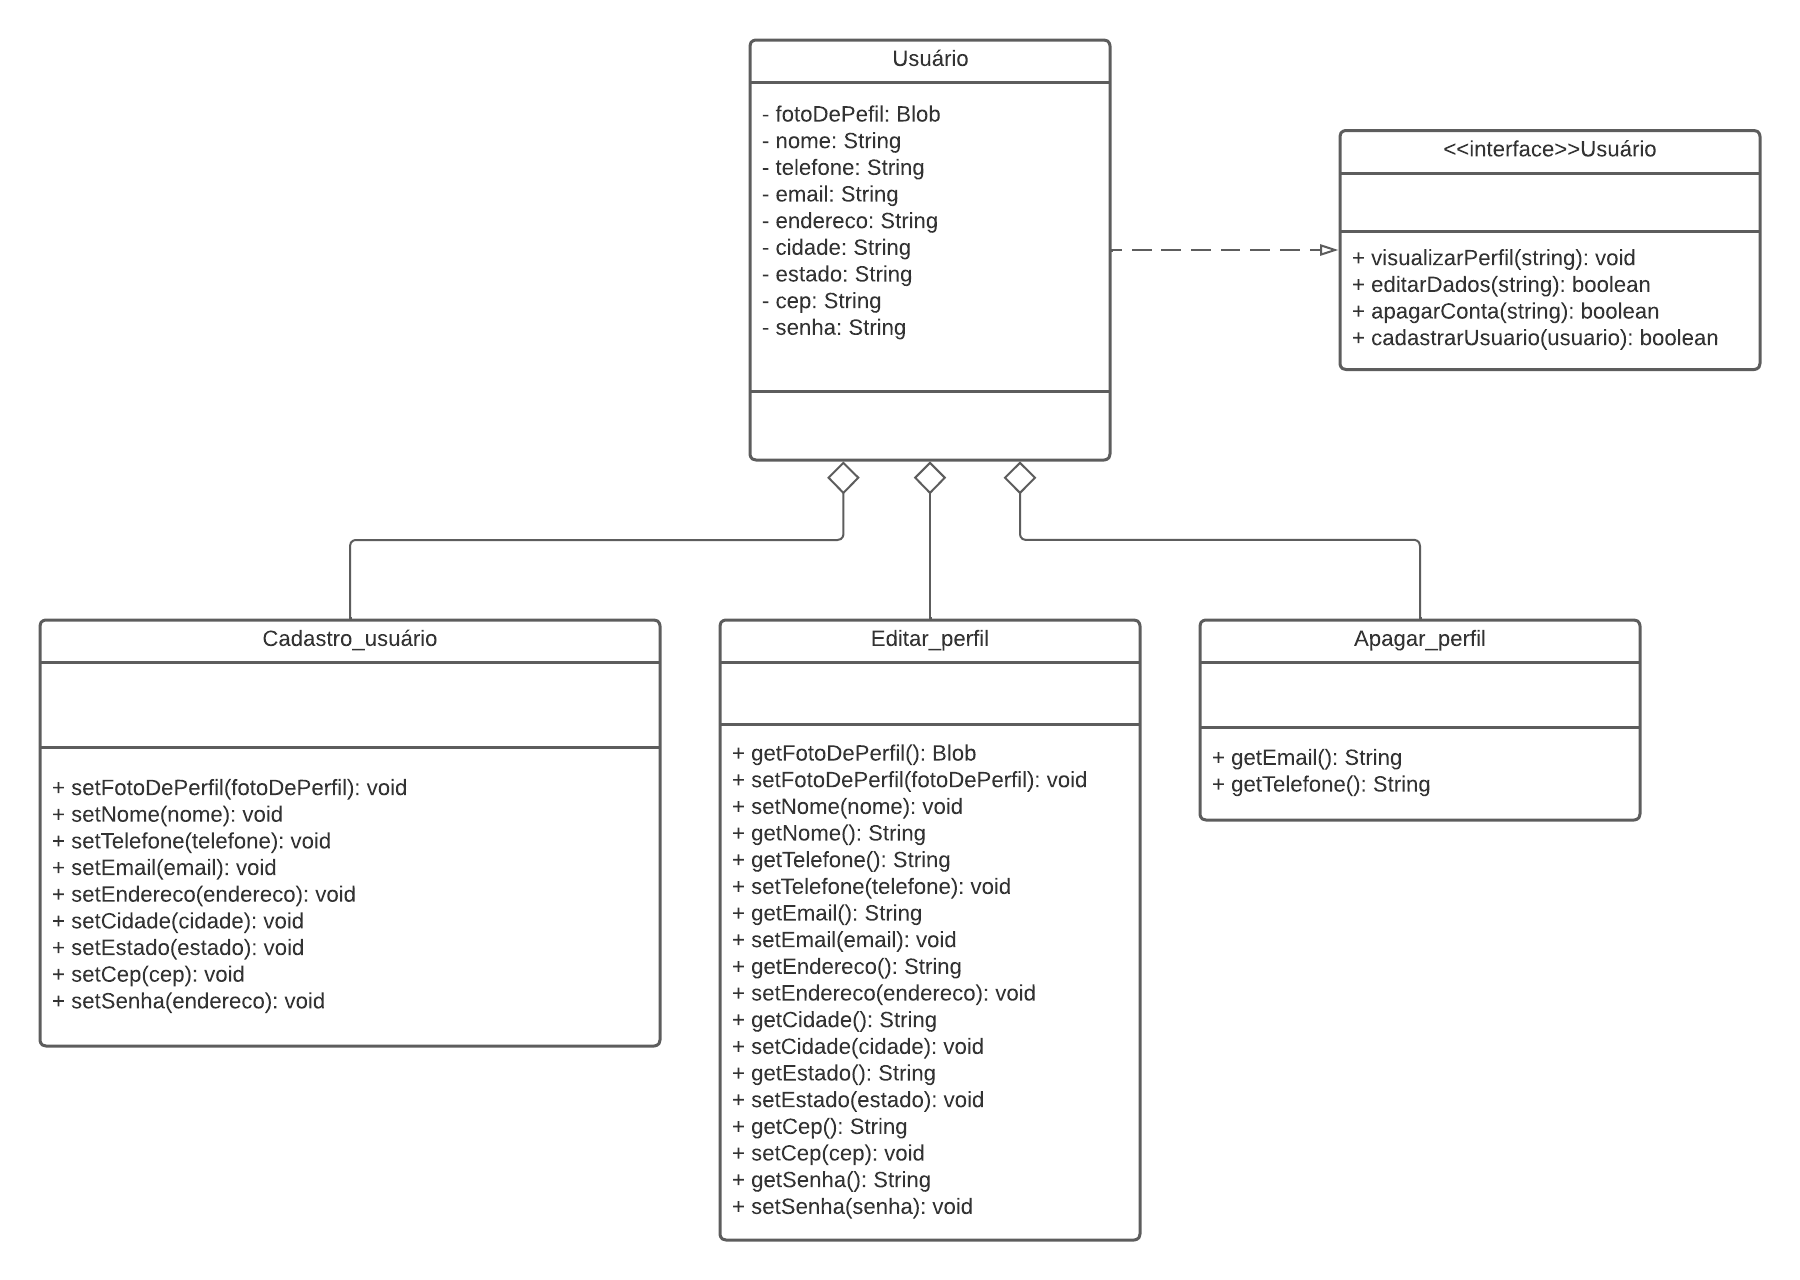 Usuário
- fotoDePefil: Blob
- nome: String
- telefone: String
- email: String
- endereco: String
- cidade: String
- estado: String
- cep: String
- senha: String
<<interface>>Usuário
+ visualizarPerfil(string): void
+ editarDados(string): boolean
+ apagarConta(string): boolean
+ cadastrarUsuario(usuario): boolean
Cadastro_usuário
+ setFotoDePerfil(fotoDePerfil): void
+ setNome(nome): void
+ setTelefone(telefone): void
+ setEmail(email): void
+ setEndereco(endereco): void
+ setCidade(cidade): void
+ setEstado(estado): void
+ setCep(cep): void
+ setSenha(endereco): void
Editar_perfil
+ getFotoDePerfil(): Blob
+ setFotoDePerfil(fotoDePerfil): void
+ setNome(nome): void
+ getNome(): String
+ getTelefone(): String
+ setTelefone(telefone): void
+ getEmail(): String
+ setEmail(email): void
+ getEndereco(): String
+ setEndereco(endereco): void
+ getCidade(): String
+ setCidade(cidade): void
+ getEstado(): String
+ setEstado(estado): void
+ getCep(): String
+ setCep(cep): void
+ getSenha(): String
+ setSenha(senha): void
Apagar_perfil
+ getEmail(): String
+ getTelefone(): String